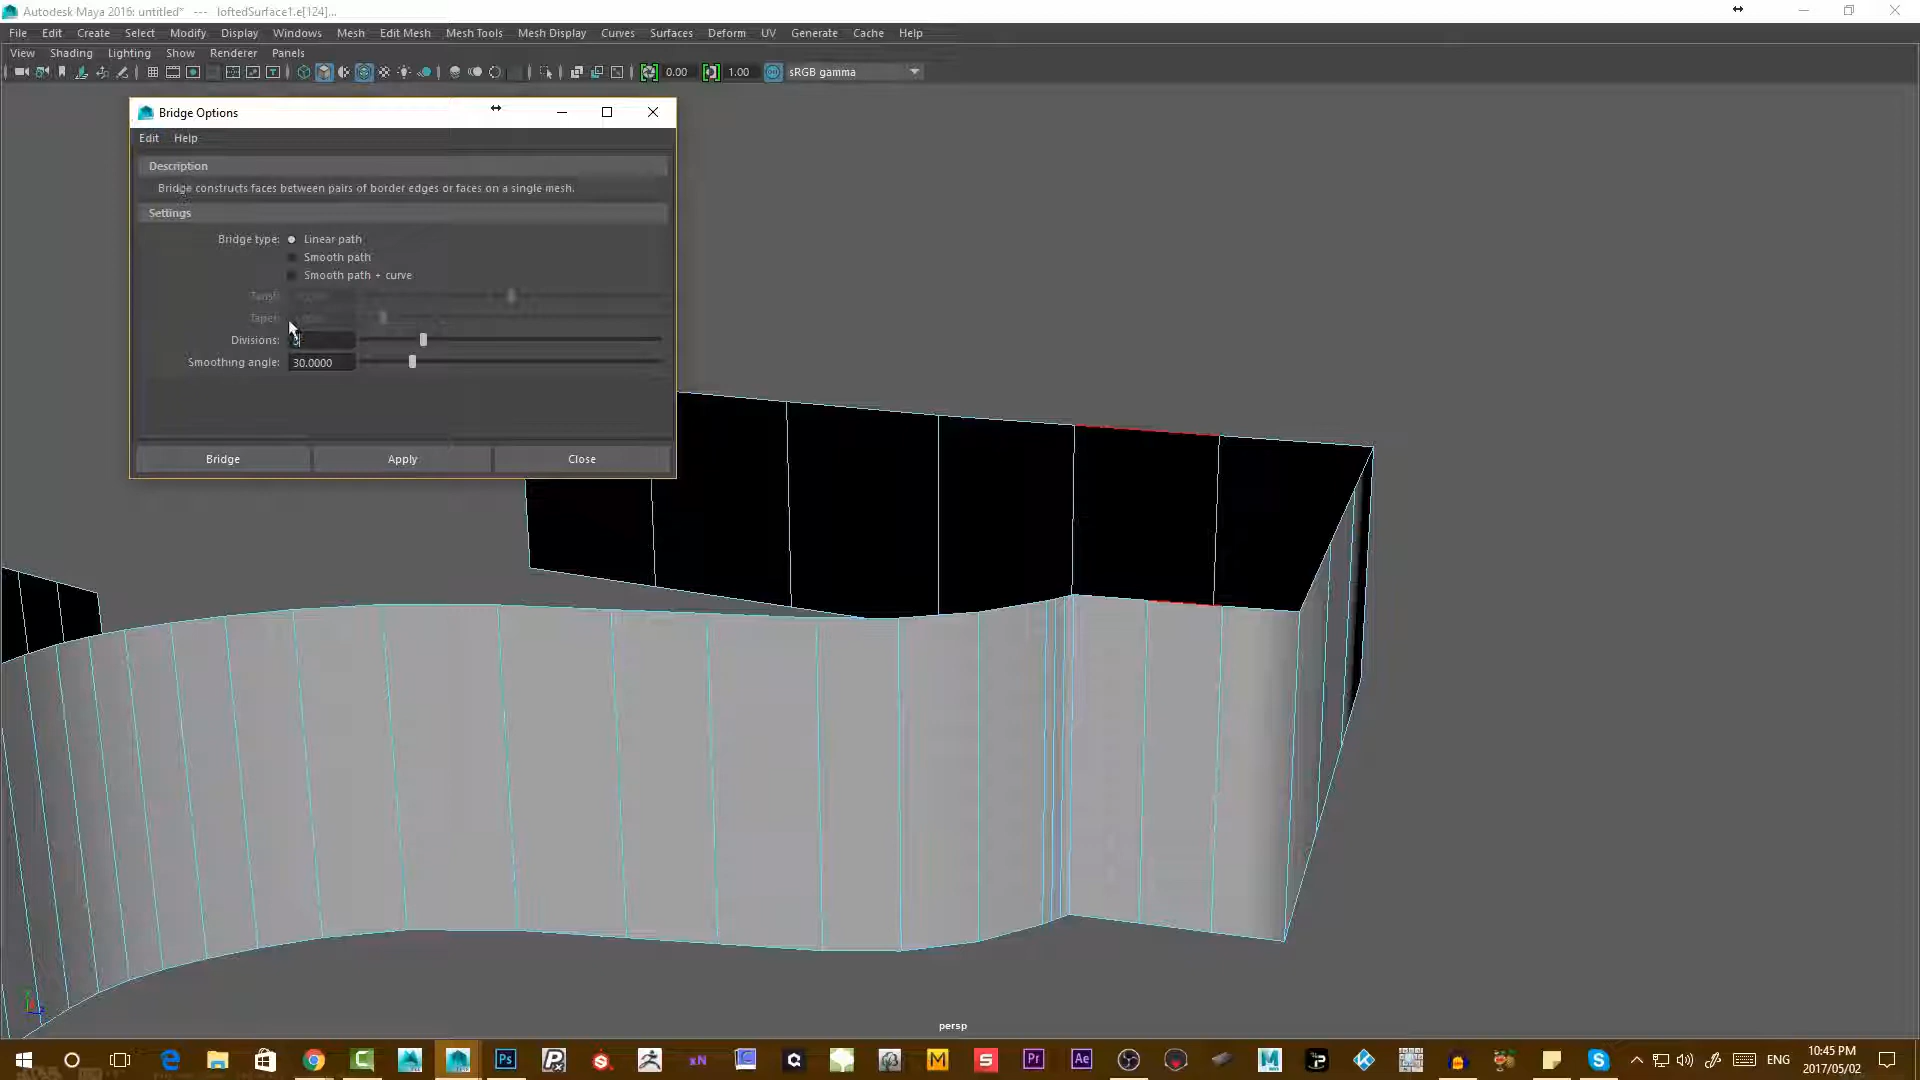 Autodesk Maya 2016: untitled* --- loftedSurface1.e[124]...
File Edit Create Select Modify Display Windows Mesh Edit Mesh Mesh Tools Mesh Display Curves Surfaces Deform UV Generate Cache Help
View Shading Lighting Show Renderer Panels
0.00 1.00 sRGB gamma
Bridge Options
Edit Help
Description
Bridge constructs faces between pairs of border edges or faces on a single mesh.
Settings
Bridge type: Linear path
Smooth path
Smooth path + curve
Twist:
Taper:
Divisions:
Smoothing angle: 30.0000
Bridge Apply Close
persp
ENG
10:45 PM
2017/05/02